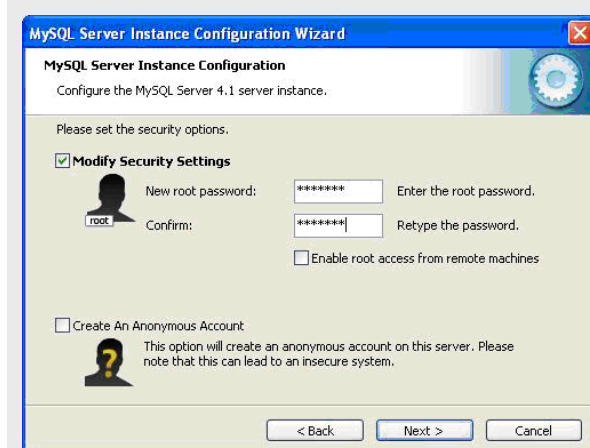 MySQL Server Instance Configuration Wizard
MySQL Server Instance Configuration
Configure the MySQL Server 4.1 server instance.
Please set the security options.
Modify Security Settings
root
New root password: ******* Enter the root password.
Confirm: ******* Retype the password.
Enable root access from remote machines
Create An Anonymous Account
This option will create an anonymous account on this server. Please
note that this can lead to an insecure system.
< Back Next > Cancel